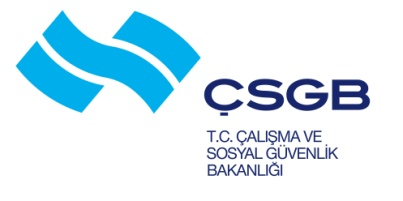 ÇSGB
T.C. ÇALIŞMA VE
SOSYAL GÜVENLİK
BAKANLIĞI